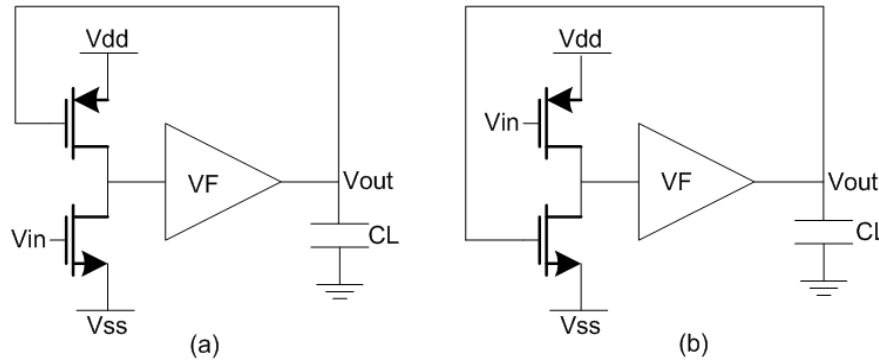 Vdd
VF
Vout
Vin
CL
Vss
(a)
Vdd
Vin
VF
Vout
CL
Vss
(b)